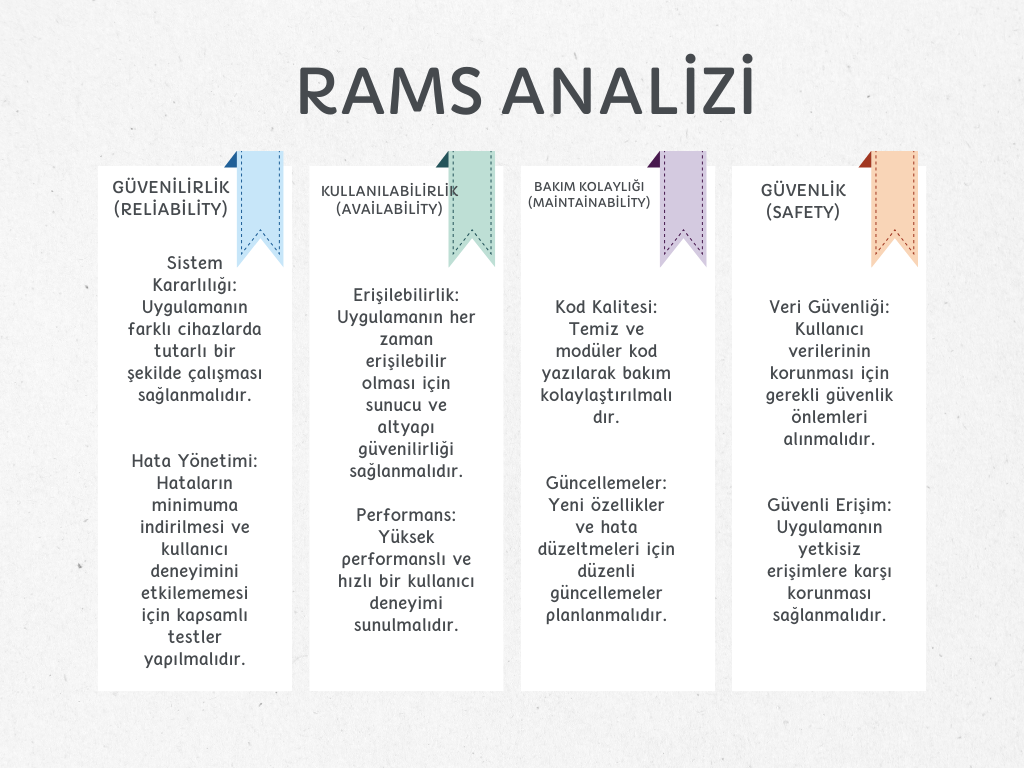 RAMS ANALİZİ
GÜVENİLİRLİK
(RELİABİLİTY)
Sistem
Kararlılığı:
Uygulamanın
farklı cihazlarda
tutarlı bir
şekilde çalışması
sağlanmalıdır.
Hata Yönetimi:
Hataların
minimuma
indirilmesi ve
kullanıcı
deneyimini
etkilememesi
için kapsamlı
testler
yapılmalıdır.
KULLANILABİLİRLİK
(AVAİLABİLİTY)
Erişilebilirlik:
Uygulamanın her
zaman
erişilebilir
olması için
sunucu ve
altyapı
güvenilirliği
sağlanmalıdır.
Performans:
Yüksek
performanslı ve
hızlı bir kullanıcı
deneyimi
sunulmalıdır.
BAKIM KOLAYLIĞI
(MAİNTAİNABİLİTY)
Kod Kalitesi:
Temiz ve
modüler kod
yazılarak bakım
kolaylaştırılmalı
dır.
Güncellemeler:
Yeni özellikler
ve hata
düzeltmeleri için
düzenli
güncellemeler
planlanmalıdır.
GÜVENLİK
(SAFETY)
Veri Güvenliği:
Kullanıcı
verilerinin
korunması için
gerekli güvenlik
önlemleri
alınmalıdır.
Güvenli Erişim:
Uygulamanın
yetkisiz
erişimlere karşı
korunması
sağlanmalıdır.